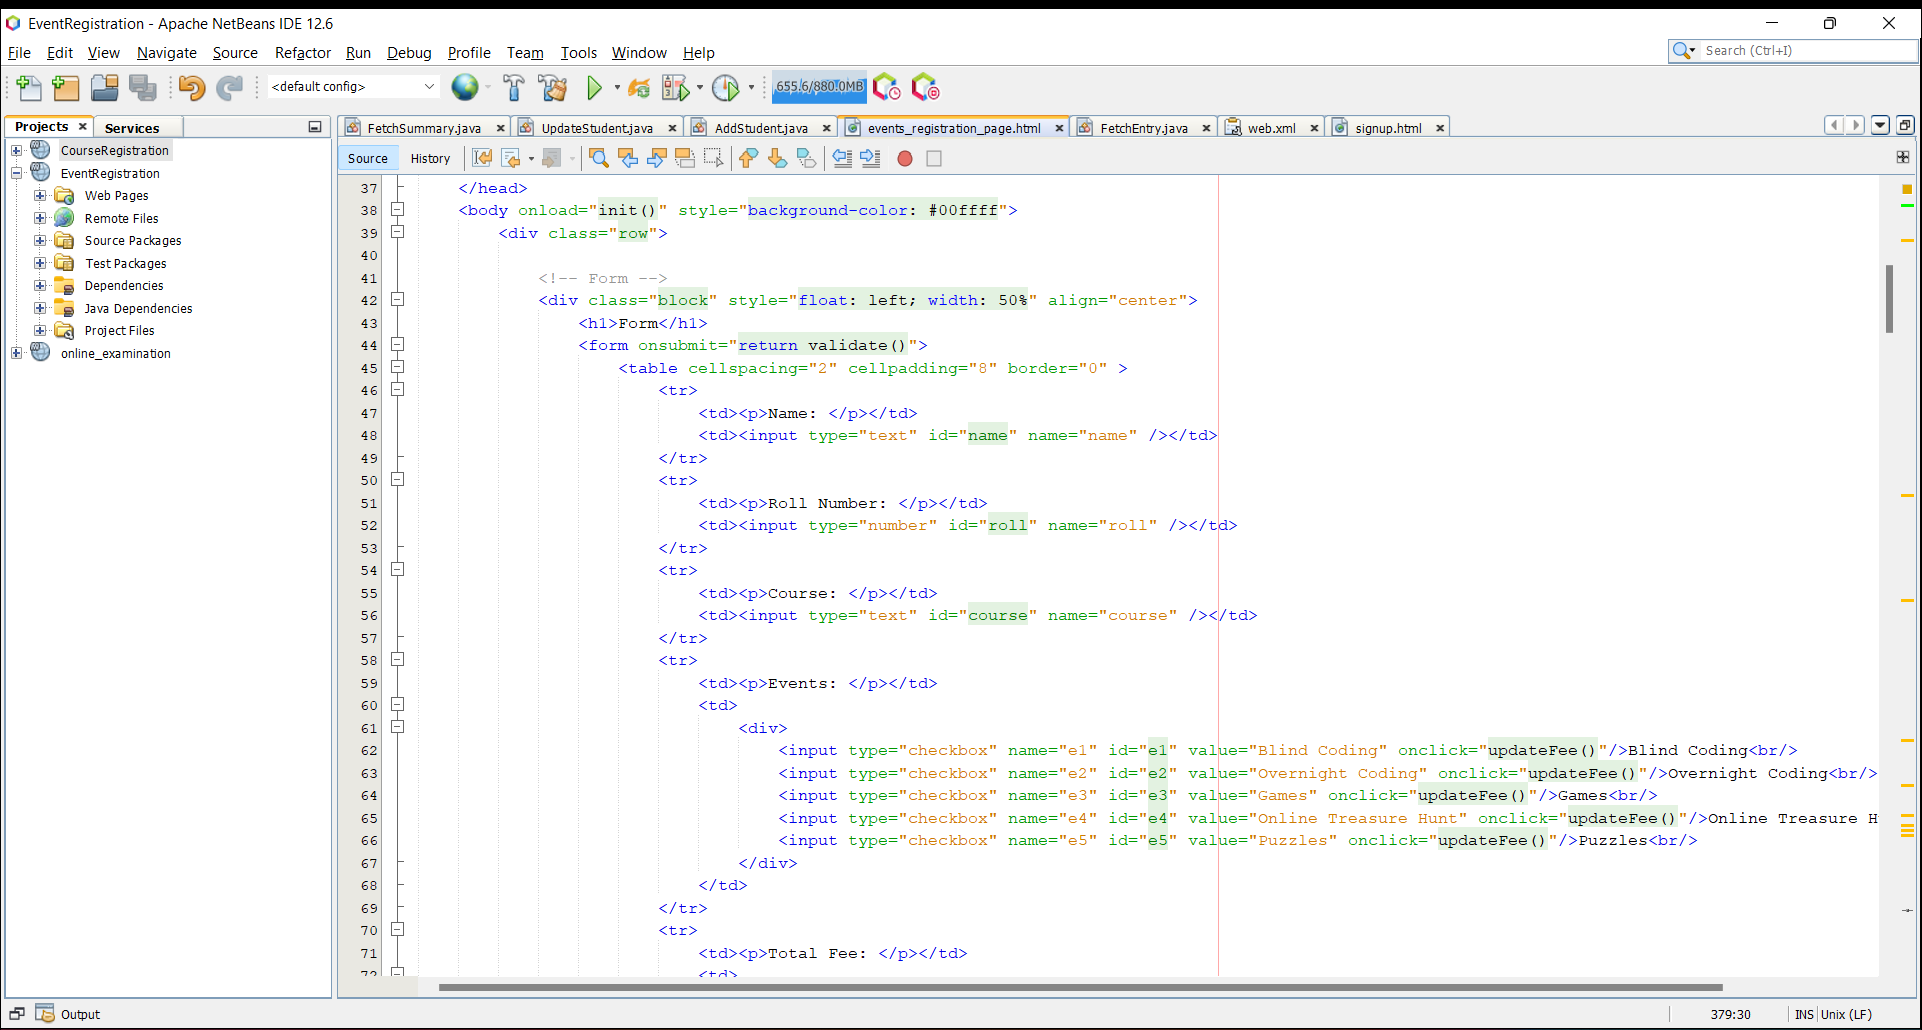 EventRegistration - Apache NetBeans IDE 12.6
File Edit View Navigate Source Refactor Run Debug Profile Team Tools Window Help
Search (Ctrl+I)
<default config>
655.6/880.0MB
Projects
Services
CourseRegistration
EventRegistration
Web Pages
Remote Files
Source Packages
Test Packages
Dependencies
Java Dependencies
Project Files
online_examination
FetchSummary.java UpdateStudent.java AddStudent.java events_registration_page.html FetchEntry.java web.xml signup.html
Source History
37 </head>
38 <body onload="init()" style="background-color: #00ffff">
39 <div class="row">
40
41 <!-- Form -->
42 <div class="block" style="float: left; width: 50%" align="center">
43 <h1>Form</h1>
44 <form onsubmit="return validate()">
45 <table cellspacing="2" cellpadding="8" border="0" >
46 <tr>
47 <td><p>Name: </p></td>
48 <td><input type="text" id="name" name="name" /></td>
49 </tr>
50 <tr>
51 <td><p>Roll Number: </p></td>
52 <td><input type="number" id="roll" name="roll" /></td>
53 </tr>
54 <tr>
55 <td><p>Course: </p></td>
56 <td><input type="text" id="course" name="course" /></td>
57 </tr>
58 <tr>
59 <td><p>Events: </p></td>
60 <td>
61 <div>
62 <input type="checkbox" name="e1" id="e1" value="Blind Coding" onclick="updateFee()"/>Blind Coding<br/>
63 <input type="checkbox" name="e2" id="e2" value="Overnight Coding" onclick="updateFee()"/>Overnight Coding<br/>
64 <input type="checkbox" name="e3" id="e3" value="Games" onclick="updateFee()"/>Games<br/>
65 <input type="checkbox" name="e4" id="e4" value="Online Treasure Hunt" onclick="updateFee()"/>Online Treasure H
66 <input type="checkbox" name="e5" id="e5" value="Puzzles" onclick="updateFee()"/>Puzzles<br/>
67 </div>
68 </td>
69 </tr>
70 <tr>
71 <td><p>Total Fee: </p></td>
72 <td>
Output
379:30 INS Unix (LF)